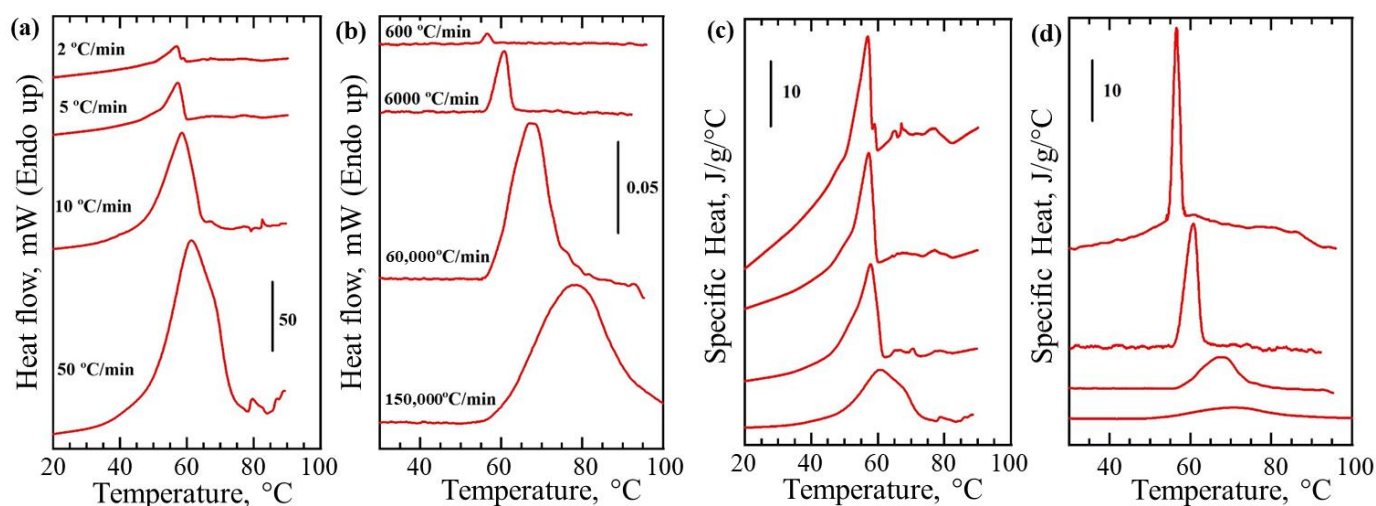 (a)
2 ºC/min
5 ºC/min
10 ºC/min
50 ºC/min
50
Heat flow, mW (Endo up)
20 40 60 80 100
Temperature, °C
(b)
600 ºC/min
6000 ºC/min
60,000ºC/min
150,000ºC/min
0.05
Heat flow, mW (Endo up)
40 60 80 100
Temperature, °C
(c)
10
Specific Heat, J/g/°C
20 40 60 80 100
Temperature, °C
(d)
10
Specific Heat, J/g/°C
40 60 80 100
Temperature, °C